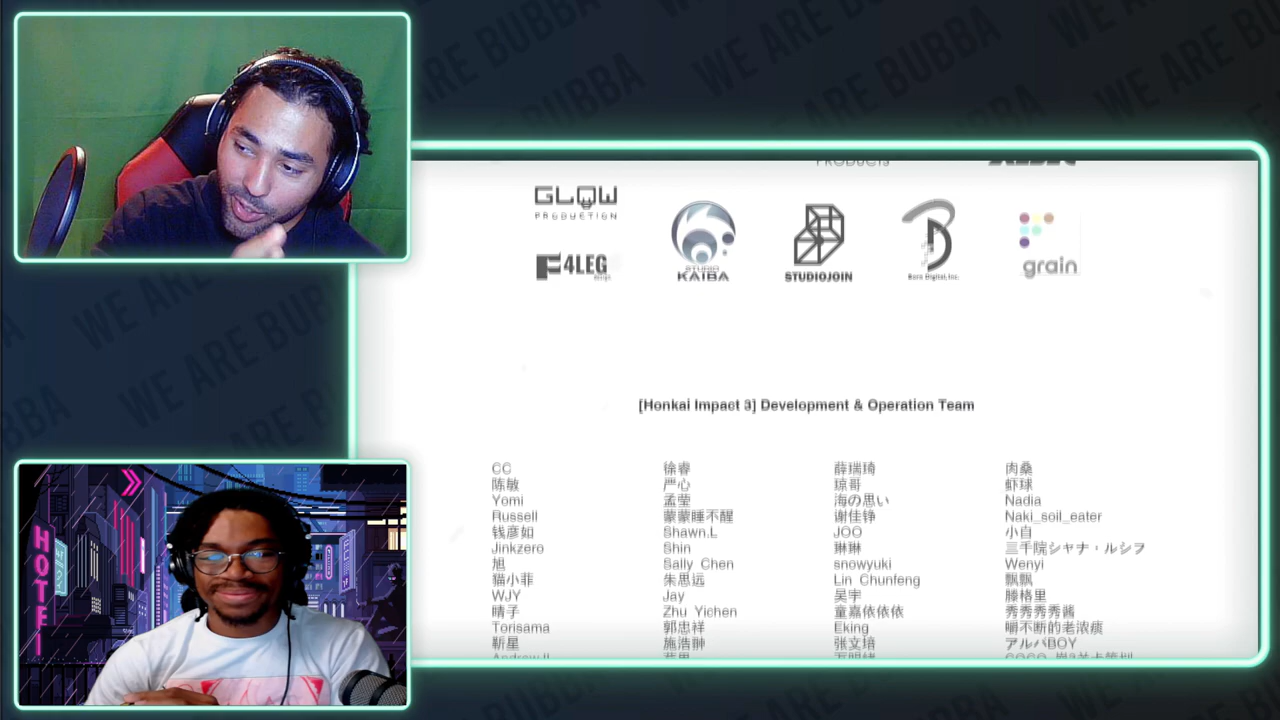 WE ARE BUBBA
GLOW
PRODUCTION
F4LEG
STUDIO
KAIBA
STUDIOJOIN
Born Digital, Inc.
grain
[Honkai Impact 3] Development & Operation Team
CC 徐睿 薛瑞琦 肉桑
陈敏 严心 琼哥 虾球
Yomi 孟莹 海の思い Nadia
Russell 蒙蒙睡不醒 谢佳铮 Naki_soil_eater
钱彦如 Shawn.L JOO 小自
Jinkzero Shin 琳琳 三千院シャナ・ルシフ
旭 Sally Chen snowyuki Wenyi
猫小菲 朱思远 Lin Chunfeng 飘飘
WJY Jay 吴宇 滕格里
晴子 Zhu Yichen 童嘉依依依 秀秀秀秀酱
Torisama 郭忠祥 Eking 嚼不断的老浓痰
靳星 施浩翀 张文培 アルパBOY
HOTEL